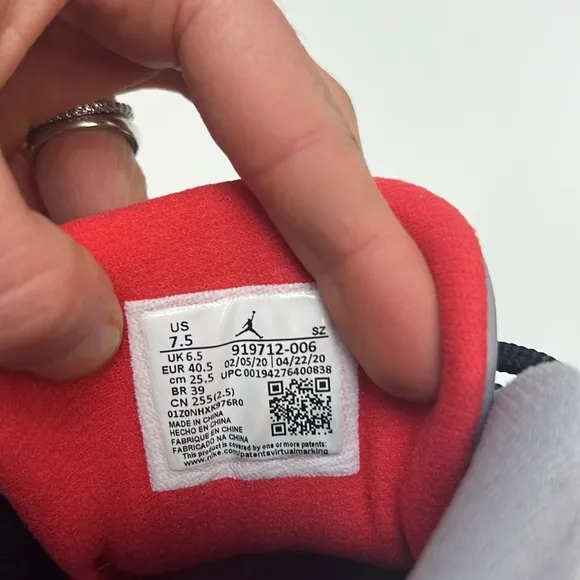 US
7.5
SZ
UK 6.5
919712-006
EUR 40.5
02/05/20 | 04/22/20
cm 25.5
UPC 00194276400838
BR 39
CN 255(2.5)
01Z0NHXK976R0
MADE IN CHINA
HECHO EN CHINA
FABRIQUE EN CHINE
FABRICADO NA CHINA
This product is covered by one or more patents:
www.nike.com/patentsvirtualmarking